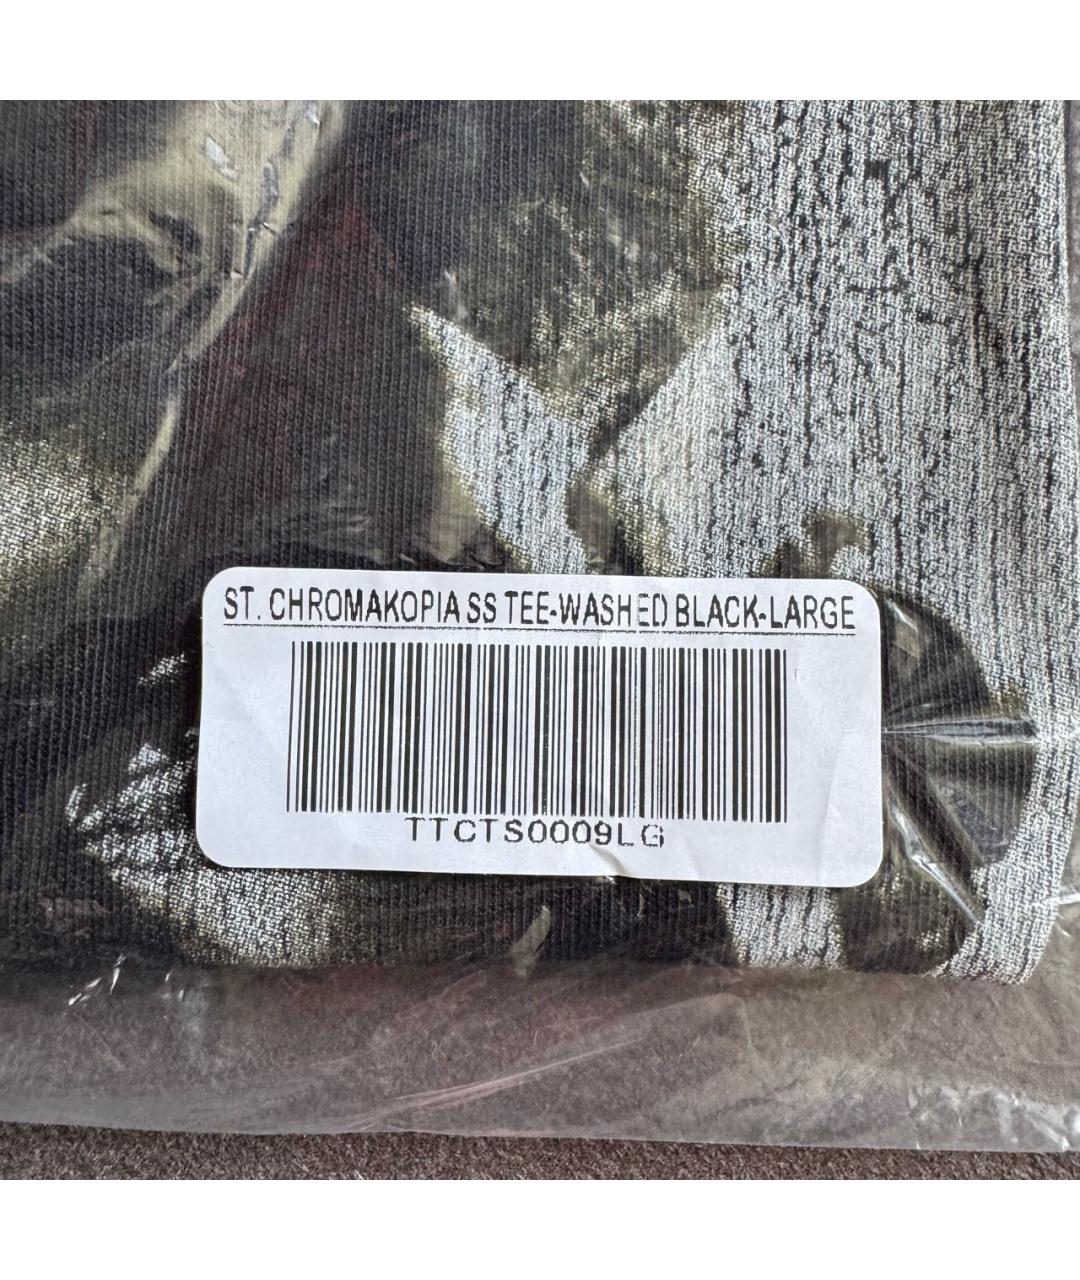 ST. CHROMAKOPIA SS TEE-WASHED BLACK-LARGE
TTCTS0009LG